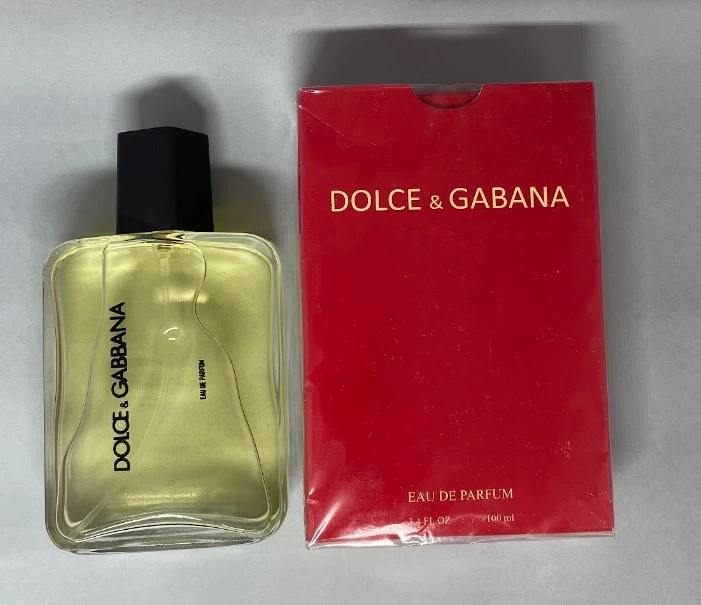 DOLCE & GABBANA
EAU DE PARFUM
DOLCE & GABANA
EAU DE PARFUM
3.4 FL OZ 100 ml